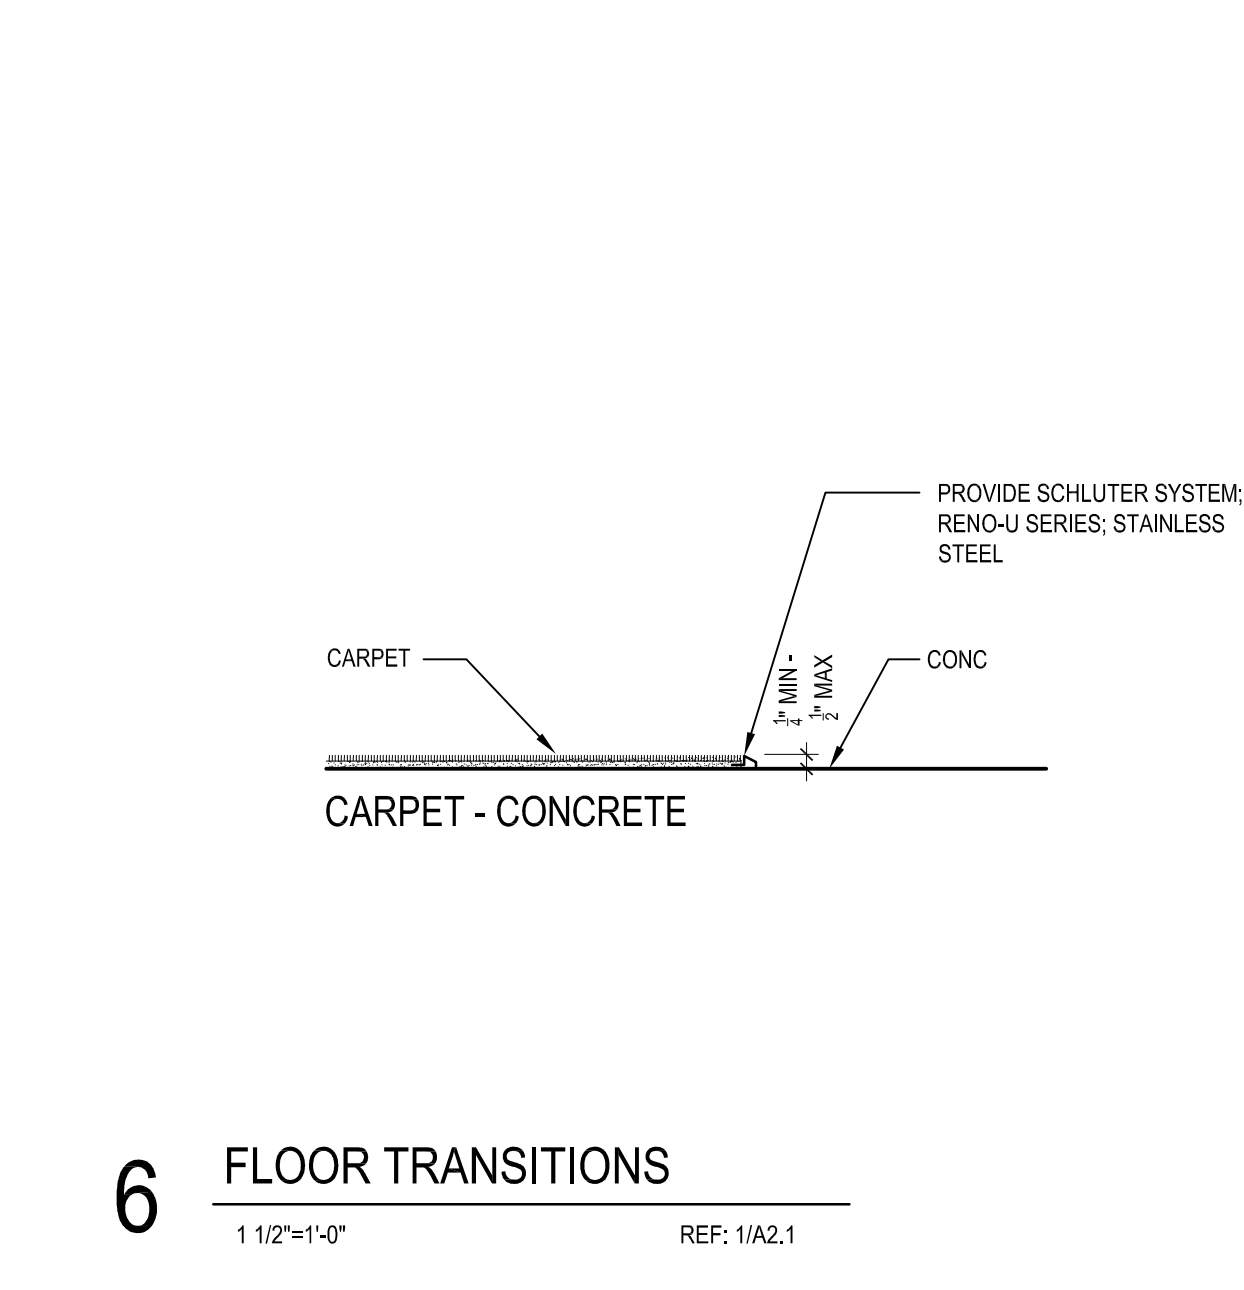 PROVIDE SCHLUTER SYSTEM;
RENO-U SERIES; STAINLESS
STEEL
CARPET
1/4" MIN -
1/2" MAX
CONC
CARPET - CONCRETE
6
FLOOR TRANSITIONS
1 1/2"=1'-0"
REF: 1/A2.1